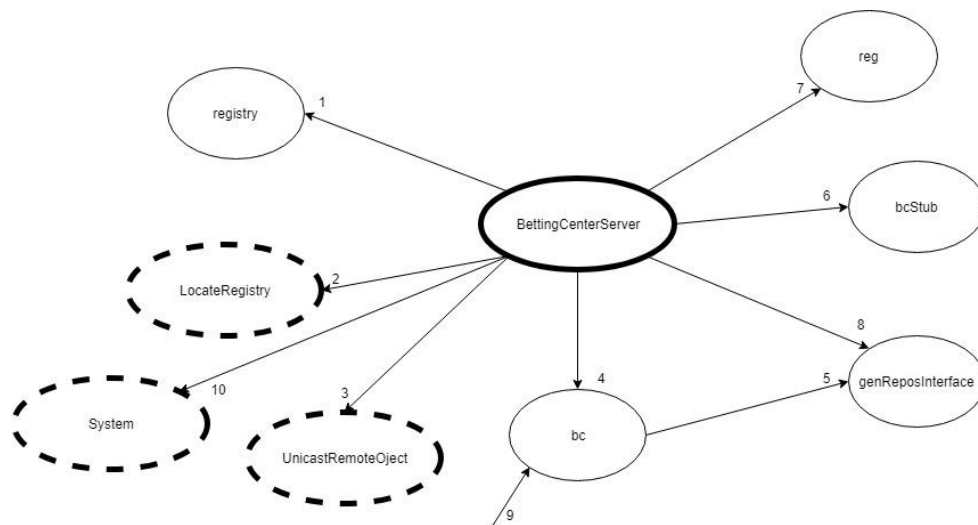 reg
7
1
registry
6
bcStub
BettingCenterServer
2
LocateRegistry
8
10
3
4
5
genReposInterface
System
bc
UnicastRemoteOject
9